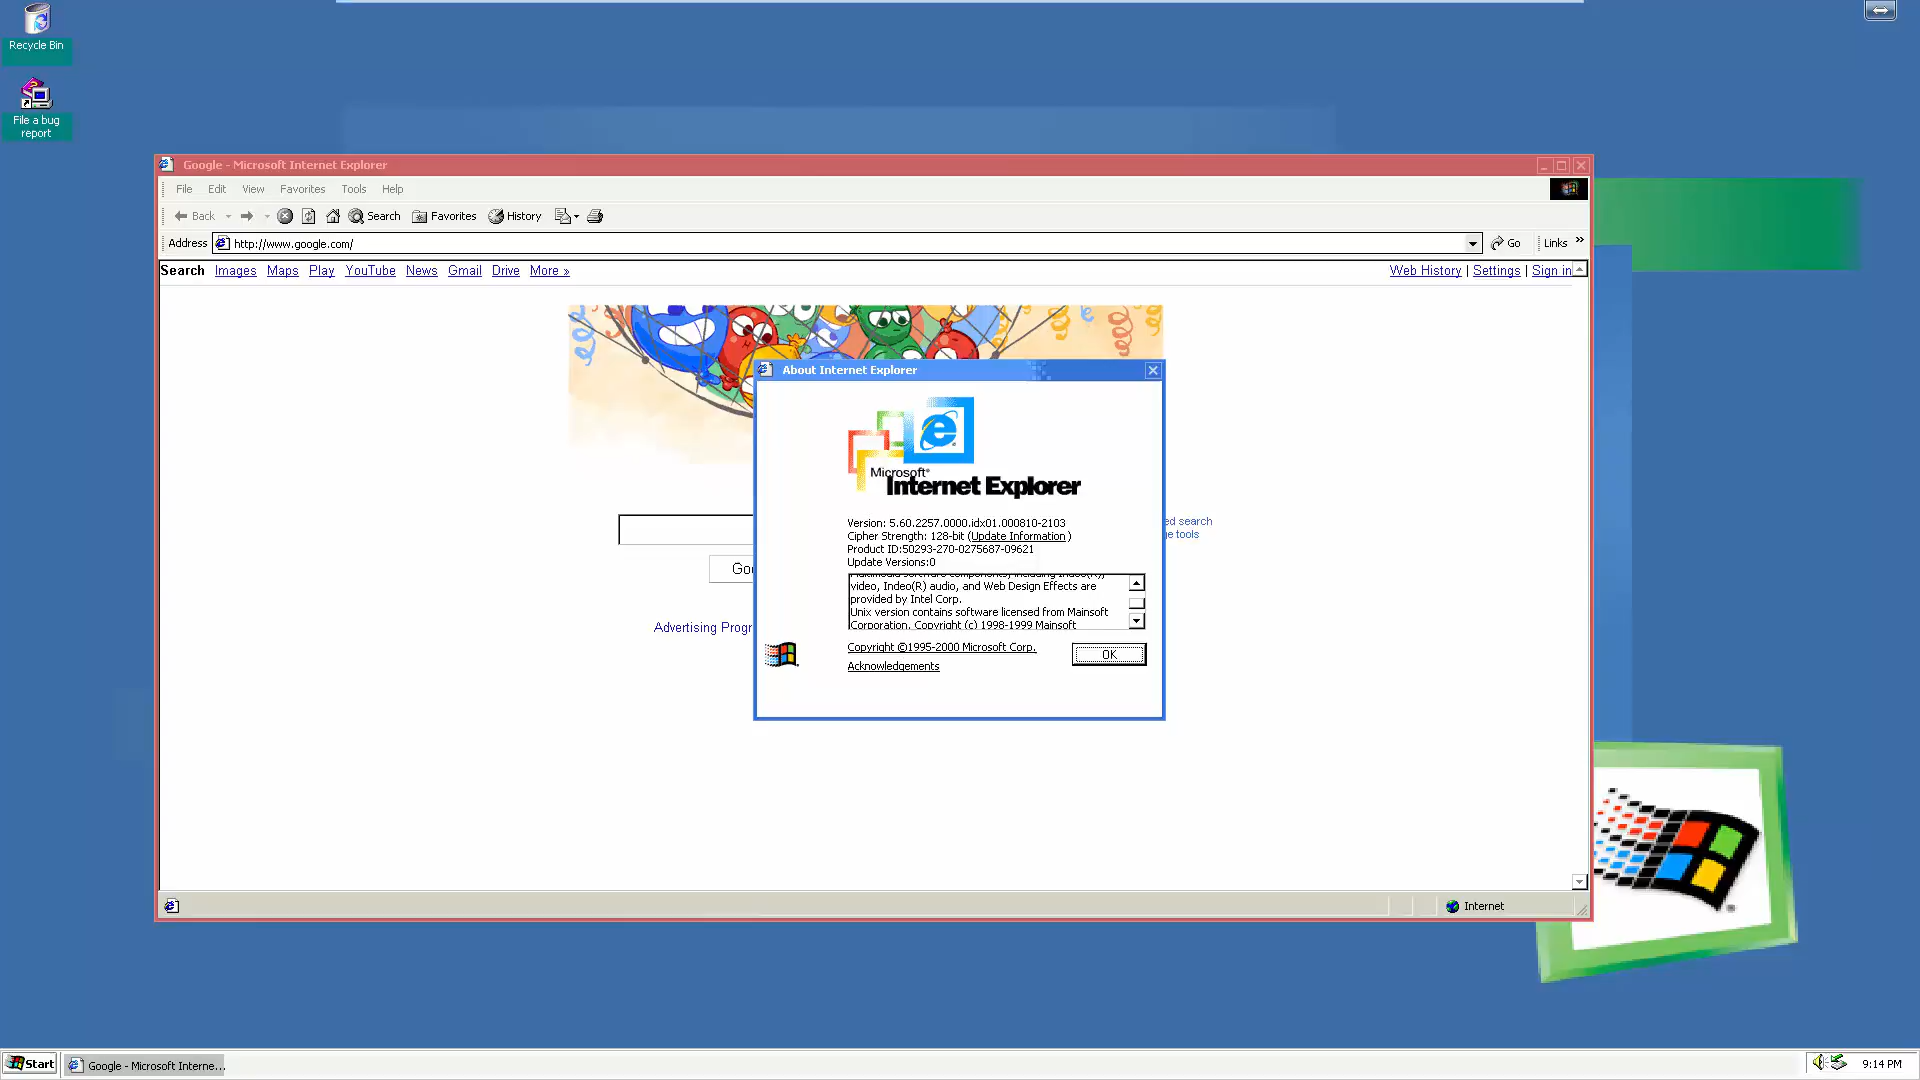 Recycle Bin
File a bug
report
Google - Microsoft Internet Explorer
File Edit View Favorites Tools Help
Back Search Favorites History
Address http://www.google.com/ Go Links »
Search Images Maps Play YouTube News Gmail Drive More » Web History | Settings | Sign in
About Internet Explorer
Microsoft®
Internet Explorer
Version: 5.60.2257.0000.idx01.000810-2103
Cipher Strength: 128-bit (Update Information )
Product ID:50293-270-0275687-09621
Update Versions:0
video, Indeo(R) audio, and Web Design Effects are
provided by Intel Corp.
Unix version contains software licensed from Mainsoft
Corporation. Copyright (c) 1998-1999 Mainsoft
Copyright ©1995-2000 Microsoft Corp.
OK
Acknowledgements
ed search
e tools
Goo
Advertising Progr
Internet
Start Google - Microsoft Interne... 9:14 PM